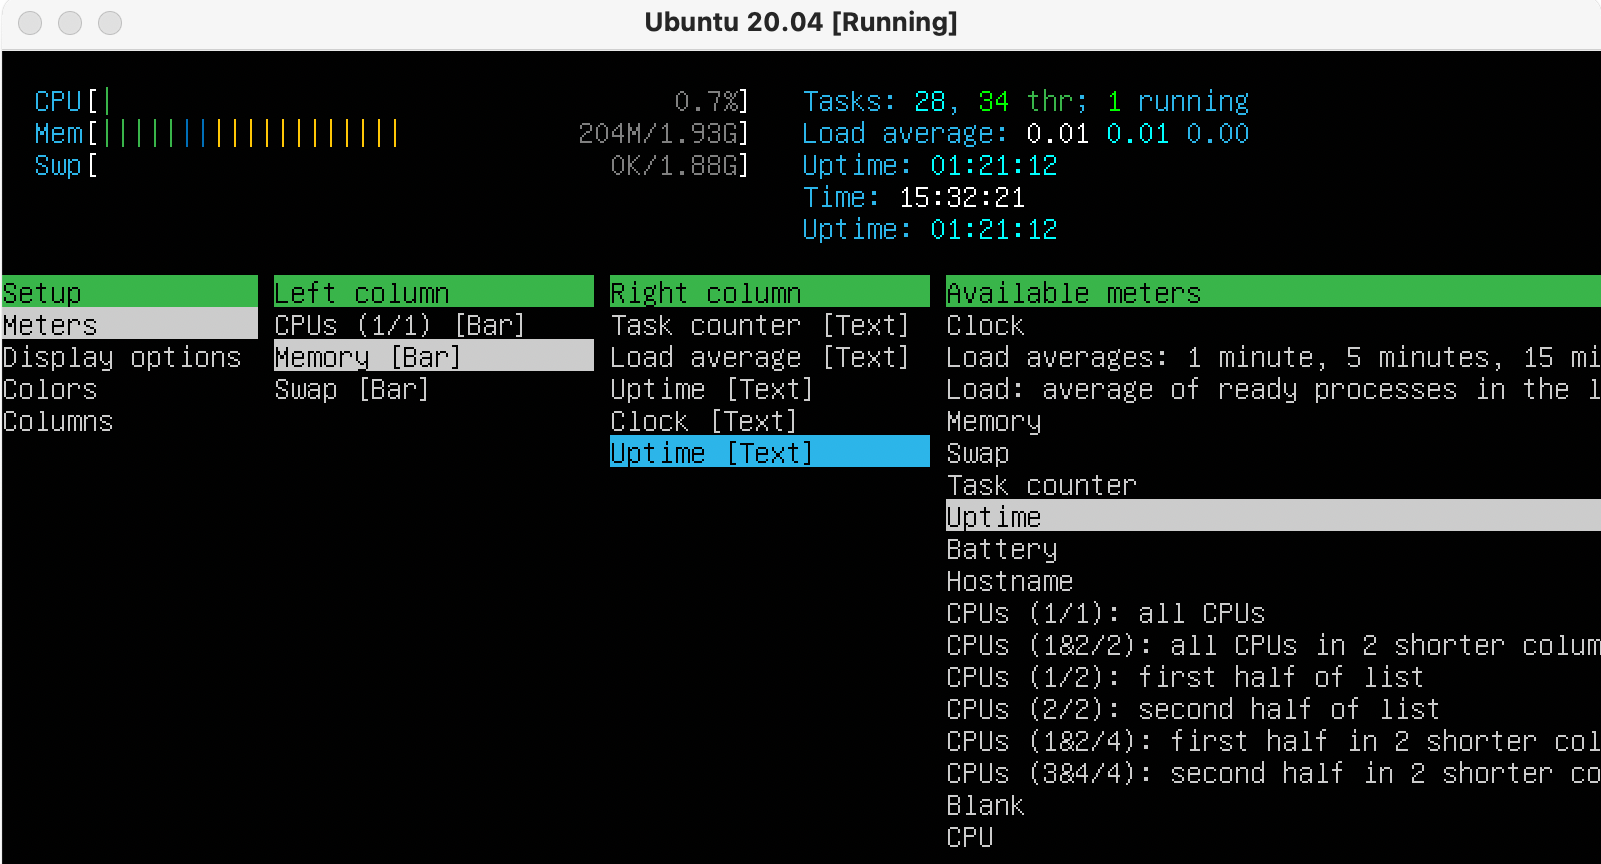 Ubuntu 20.04 [Running]
CPU[| 0.7%] Tasks: 28, 34 thr; 1 running
Mem[||||||||||||||||||| 204M/1.93G] Load average: 0.01 0.01 0.00
Swp[ 0K/1.88G] Uptime: 01:21:12
Time: 15:32:21
Uptime: 01:21:12
Setup Left column Right column Available meters
Meters CPUs (1/1) [Bar] Task counter [Text] Clock
Display options Memory [Bar] Load average [Text] Load averages: 1 minute, 5 minutes, 15 mi
Colors Swap [Bar] Uptime [Text] Load: average of ready processes in the l
Columns Clock [Text] Memory
Uptime [Text] Swap
Task counter
Uptime
Battery
Hostname
CPUs (1/1): all CPUs
CPUs (1&2/2): all CPUs in 2 shorter colum
CPUs (1/2): first half of list
CPUs (2/2): second half of list
CPUs (1&2/4): first half in 2 shorter col
CPUs (3&4/4): second half in 2 shorter co
Blank
CPU